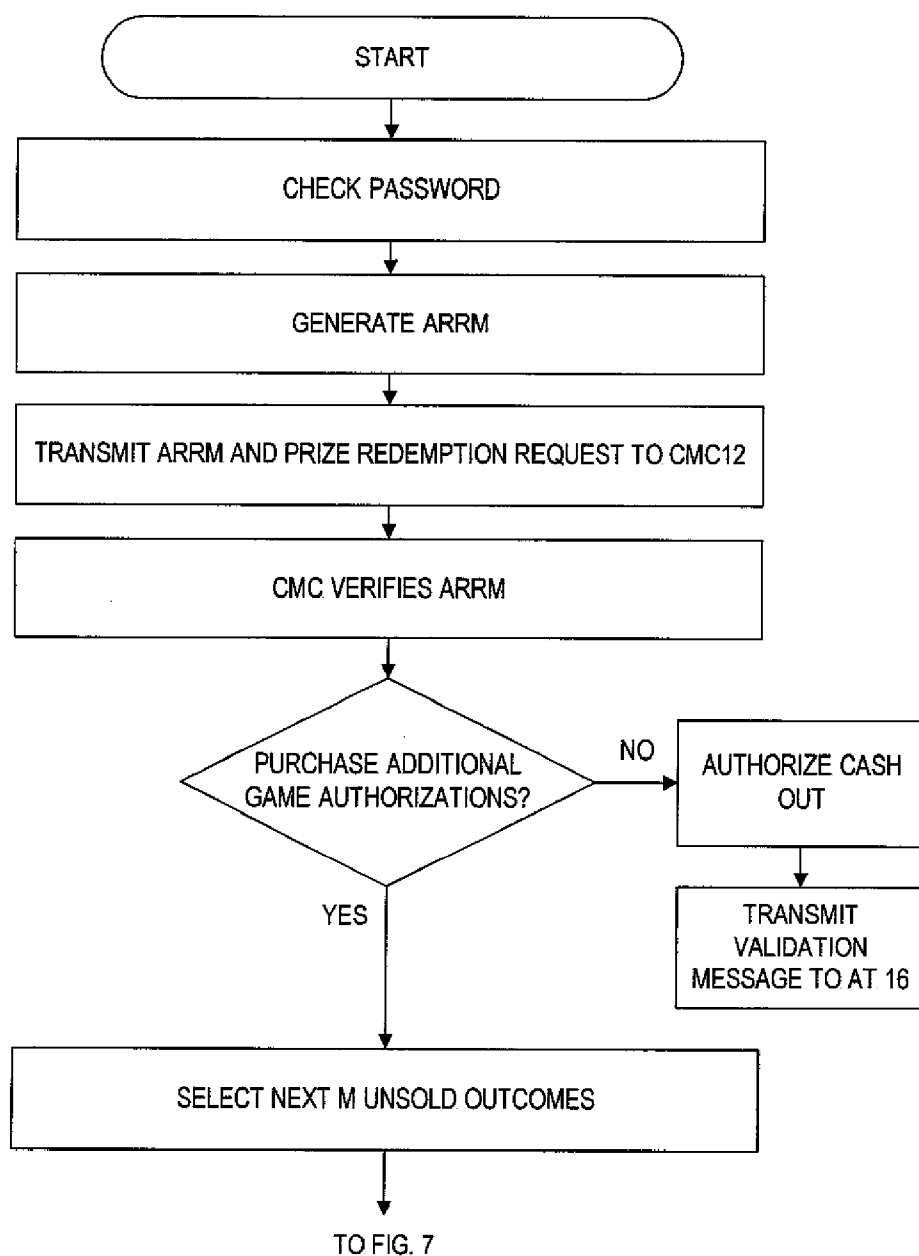 START
CHECK PASSWORD
GENERATE ARRM
TRANSMIT ARRM AND PRIZE REDEMPTION REQUEST TO CMC12
CMC VERIFIES ARRM
PURCHASE ADDITIONAL
GAME AUTHORIZATIONS?
NO
AUTHORIZE CASH
OUT
TRANSMIT
VALIDATION
MESSAGE TO AT 16
YES
SELECT NEXT M UNSOLD OUTCOMES
TO FIG. 7